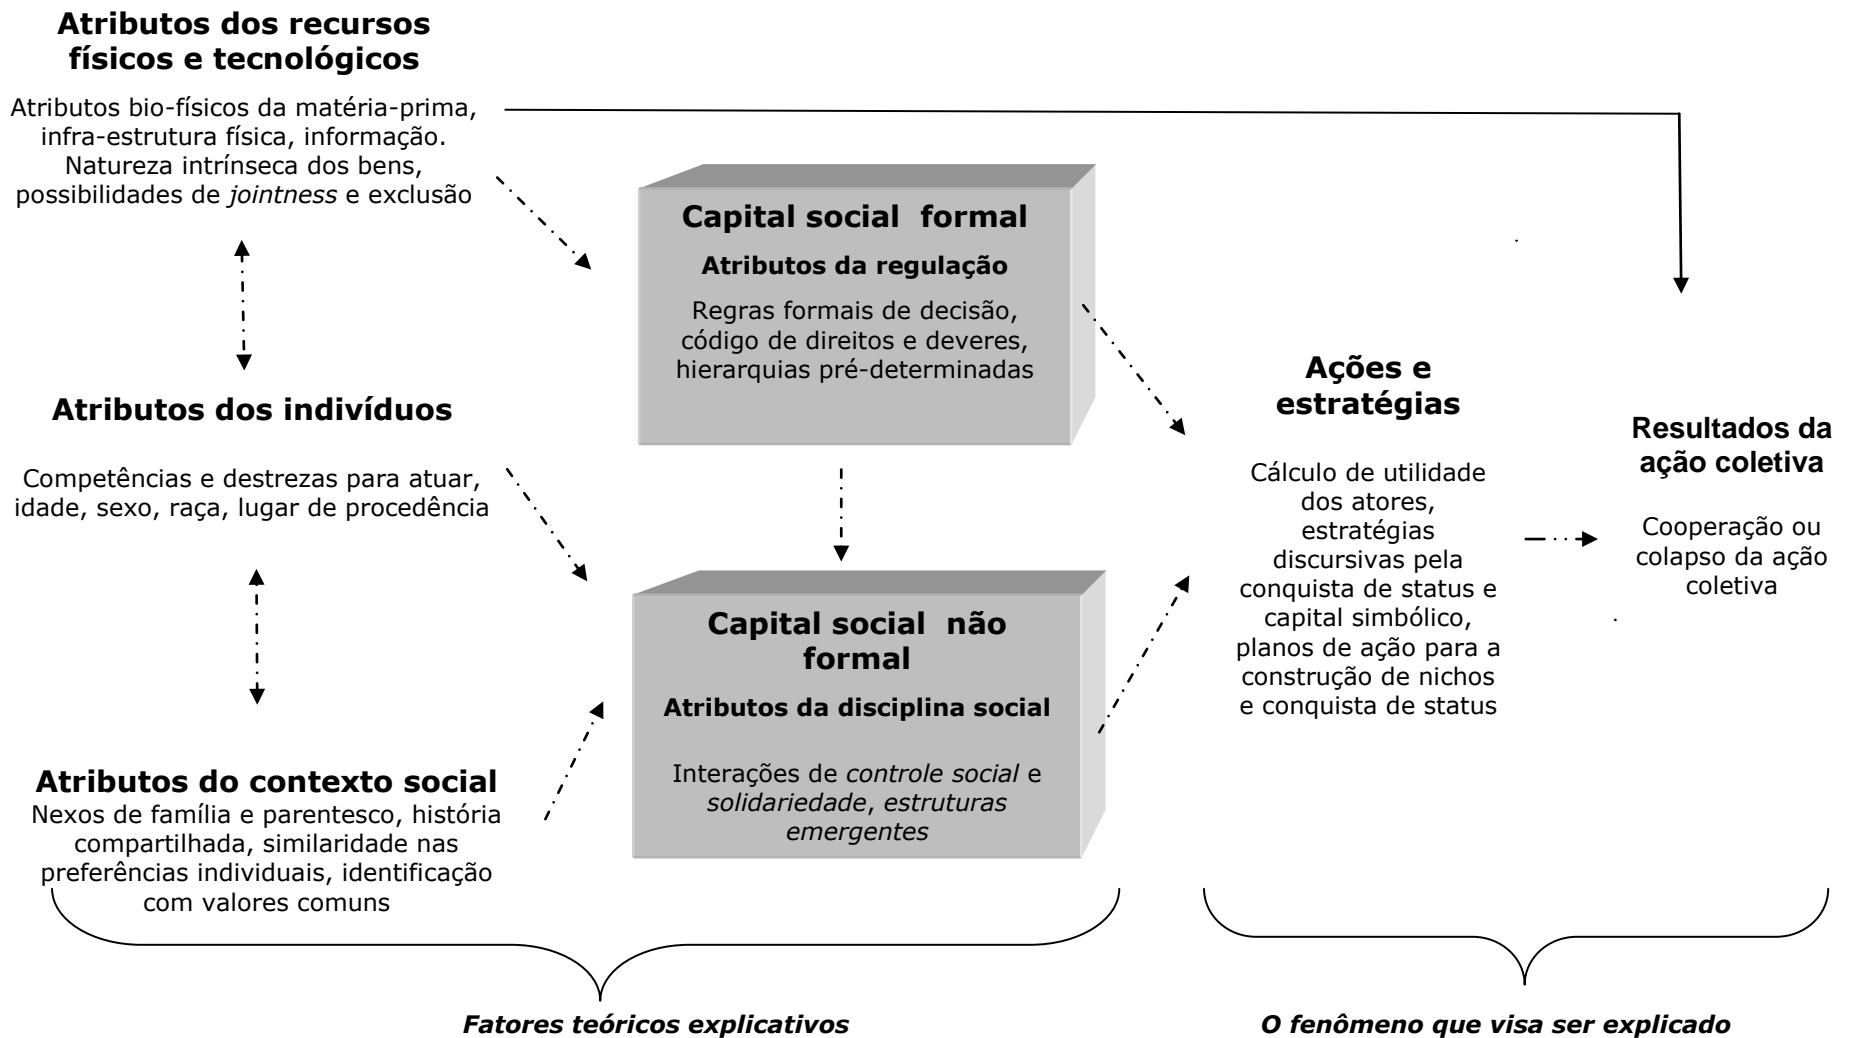 Atributos dos recursos
físicos e tecnológicos
Atributos bio-físicos da matéria-prima,
infra-estrutura física, informação.
Natureza intrínseca dos bens,
possibilidades de jointness e exclusão
Atributos dos indivíduos
Competências e destrezas para atuar,
idade, sexo, raça, lugar de procedência
Atributos do contexto social
Nexos de família e parentesco, história
compartilhada, similaridade nas
preferências individuais, identificação
com valores comuns
Capital social formal
Atributos da regulação
Regras formais de decisão,
código de direitos e deveres,
hierarquias pré-determinadas
Capital social não
formal
Atributos da disciplina social
Interações de controle social e
solidariedade, estruturas
emergentes
Ações e
estratégias
Cálculo de utilidade
dos atores,
estratégias
discursivas pela
conquista de status e
capital simbólico,
planos de ação para a
construção de nichos
e conquista de status
Resultados da
ação coletiva
Cooperação ou
colapso da ação
coletiva
Fatores teóricos explicativos
O fenômeno que visa ser explicado